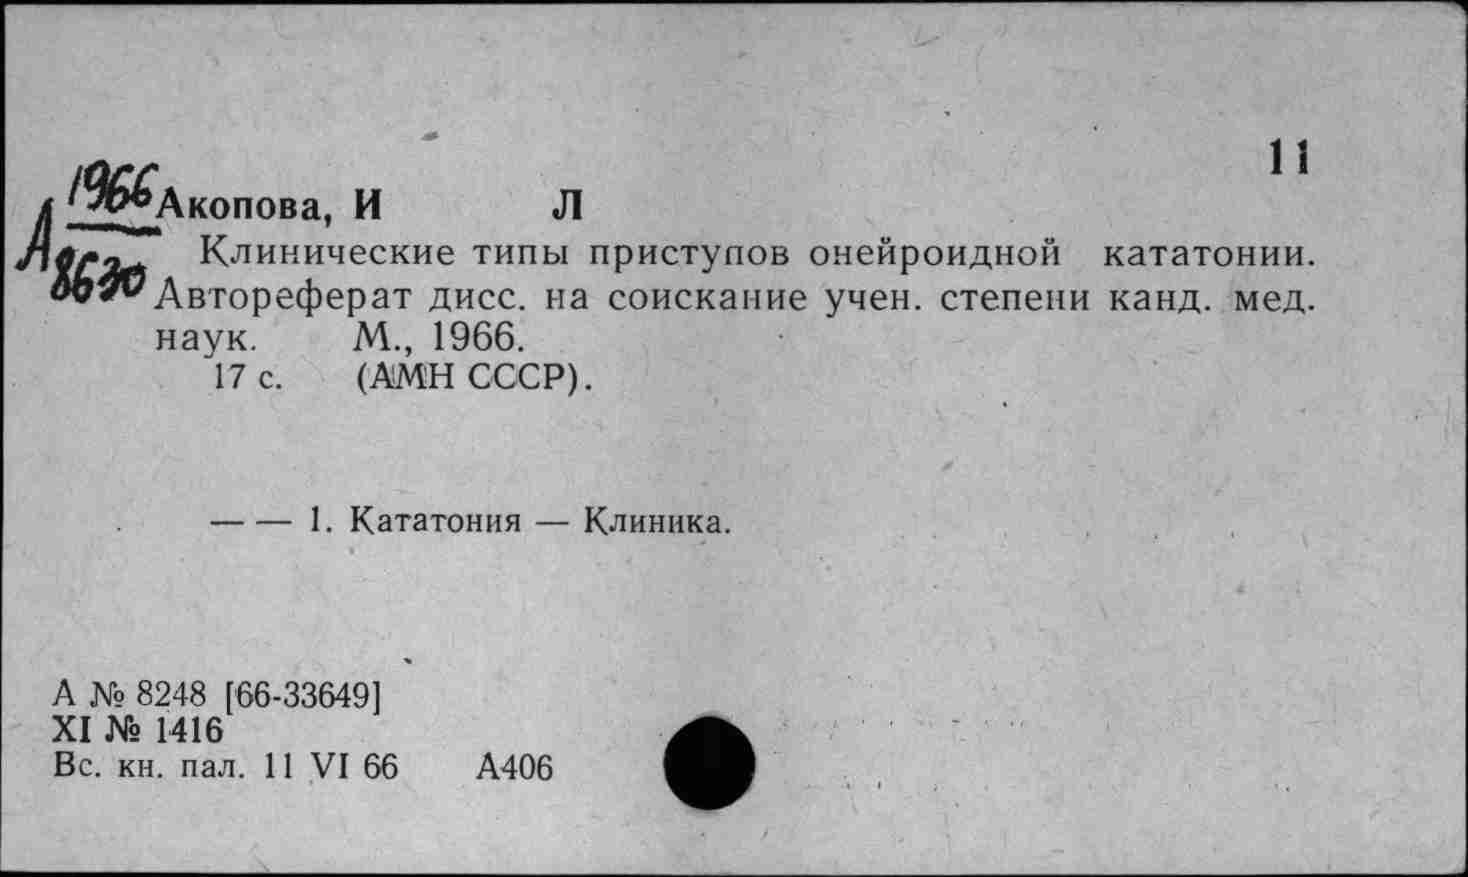 11
1966
А
8690
Акопова, И Л
Клинические типы приступов онейроидной кататонии.
Автореферат дисс. на соискание учен. степени канд. мед.
наук. М., 1966.
17 с. (АМН СССР).
— — 1. Кататония — Клиника.
А № 8248 [66-33649]
XI № 1416
Вс. кн. пал. 11 VI 66 А406